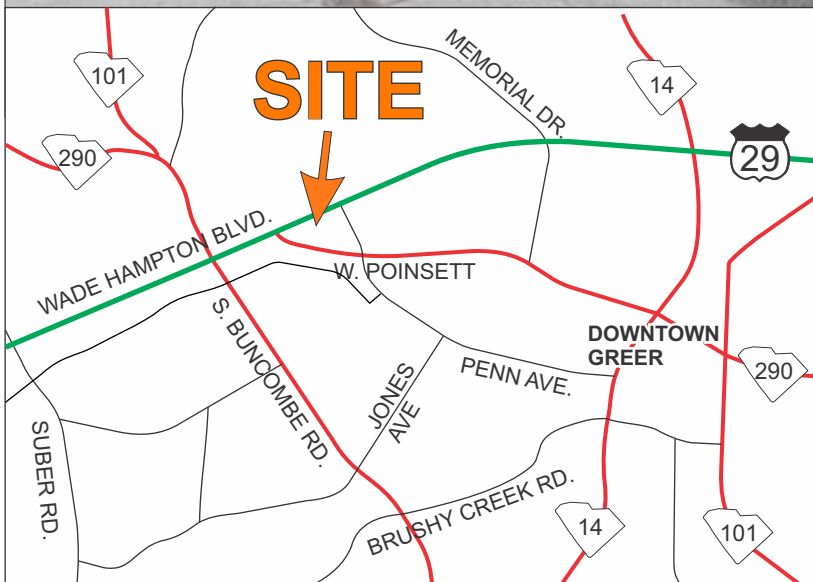 101
SITE
MEMORIAL DR.
14
290
29
WADE HAMPTON BLVD.
W. POINSETT
S. BUNCOMBE RD.
DOWNTOWN
GREER
290
JONES
AVE
PENN AVE.
SUBER RD.
BRUSHY CREEK RD.
14
101